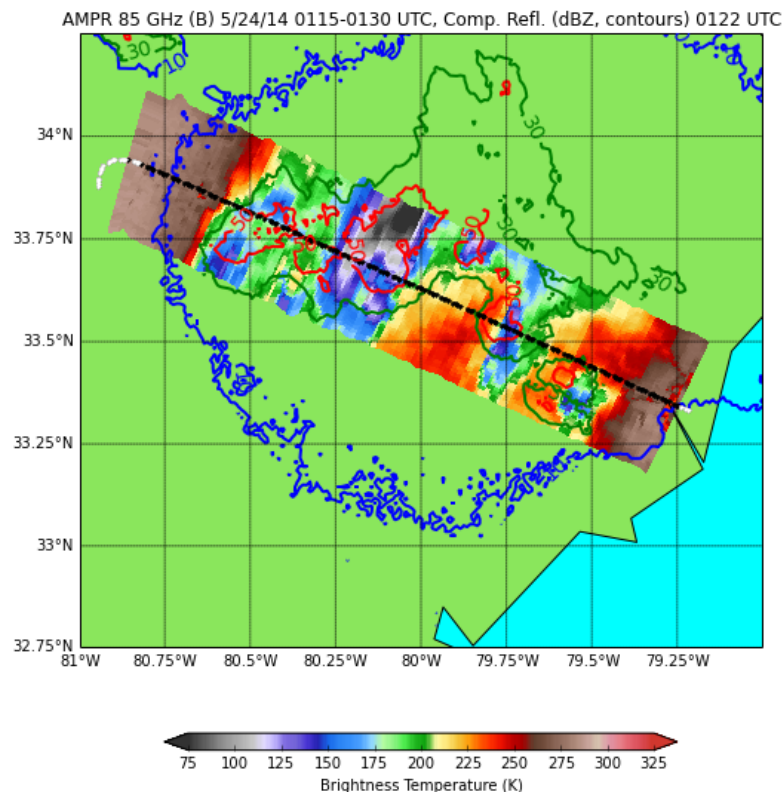 AMPR 85 GHz (B) 5/24/14 0115-0130 UTC, Comp. Refl. (dBZ, contours) 0122 UTC
30
10
10
30
34°N
50
30
50
33.75°N
50
50
30
50
33.5°N
33.25°N
33°N
32.75°N
81°W 80.75°W 80.5°W 80.25°W 80°W 79.75°W 79.5°W 79.25°W
75 100 125 150 175 200 225 250 275 300 325
Brightness Temperature (K)